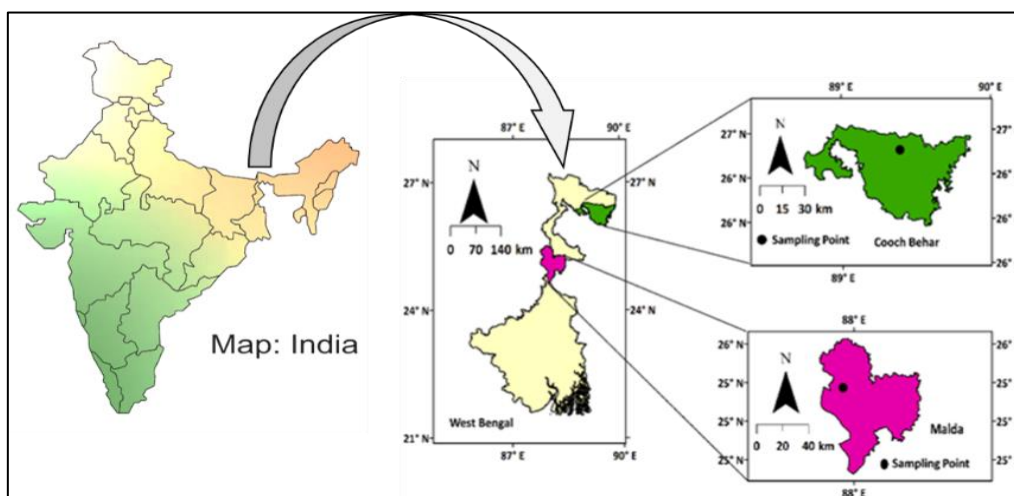 Map: India
87° E 90° E
N
27° N 27° N
0 70 140 km
24° N 24° N
West Bengal
21° N
87° E 90° E
89° E 90° E
27° N 27°
N
26° N 26°
0 15 30 km
26° N 26°
Sampling Point Cooch Behar
26°
89° E
88° E
26° N 26°
N
25° N 25°
25° N 25°
Malda
0 20 40 km
25° N 25°
Sampling Point
88° E